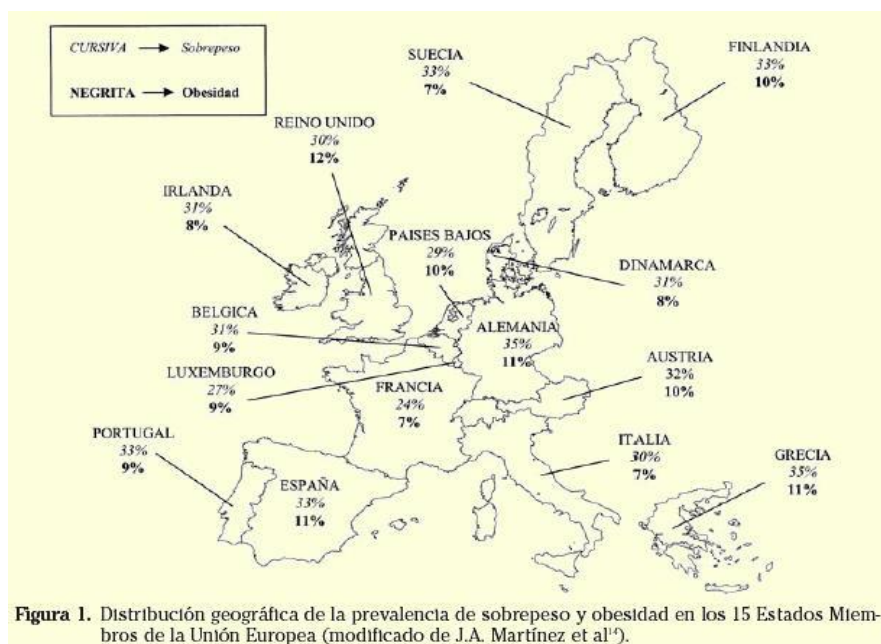 CURSIVA → Sobrepeso
NEGRITA → Obesidad
SUECIA
33%
7%
FINLANDIA
33%
10%
REINO UNIDO
30%
12%
IRLANDA
31%
8%
PAISES BAJOS
29%
10%
DINAMARCA
31%
8%
BELGICA
31%
9%
ALEMANIA
35%
11%
LUXEMBURGO
27%
9%
FRANCIA
24%
7%
AUSTRIA
32%
10%
PORTUGAL
33%
9%
ESPAÑA
33%
11%
ITALIA
30%
7%
GRECIA
35%
11%
Figura 1. Distribución geográfica de la prevalencia de sobrepeso y obesidad en los 15 Estados Miem-
bros de la Unión Europea (modificado de J.A. Martínez et al¹⁴).